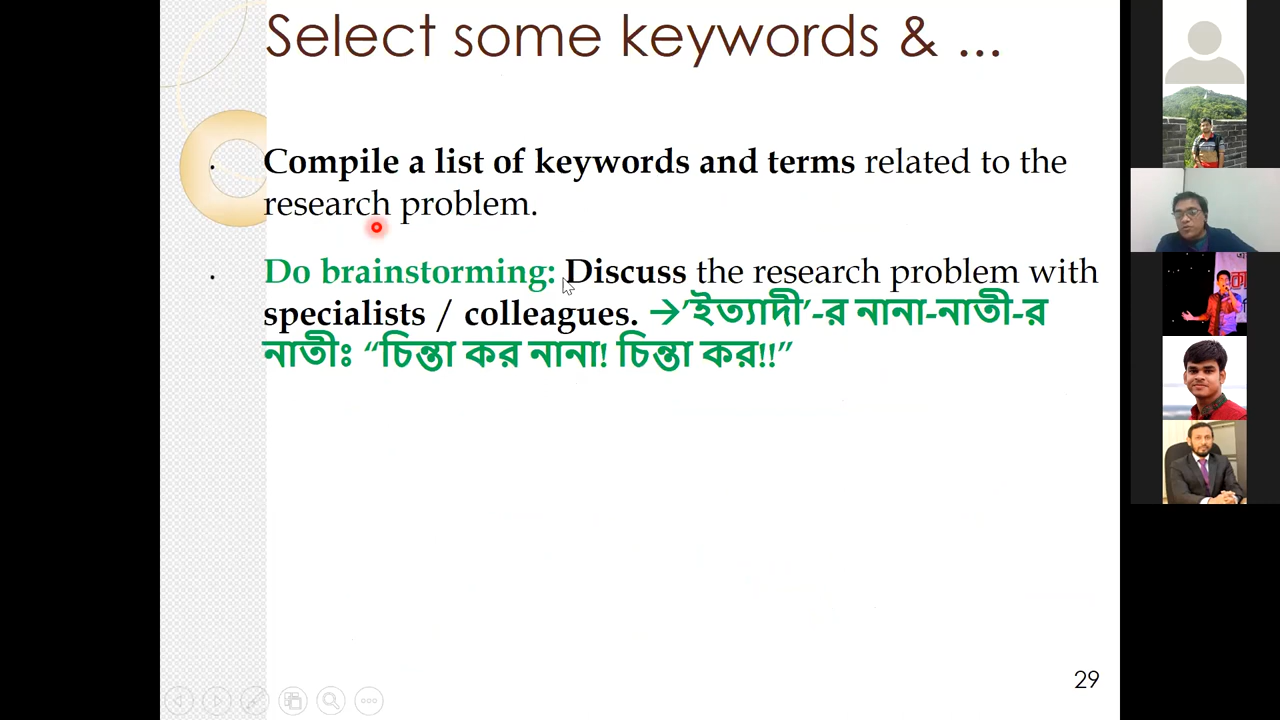 Select some keywords & ...
Compile a list of keywords and terms related to the
research problem.
Do brainstorming: Discuss the research problem with
specialists / colleagues. →’ইত্যাদী’-র নানা-নাতী-র
নাতীঃ “চিন্তা কর নানা! চিন্তা কর!!”
29